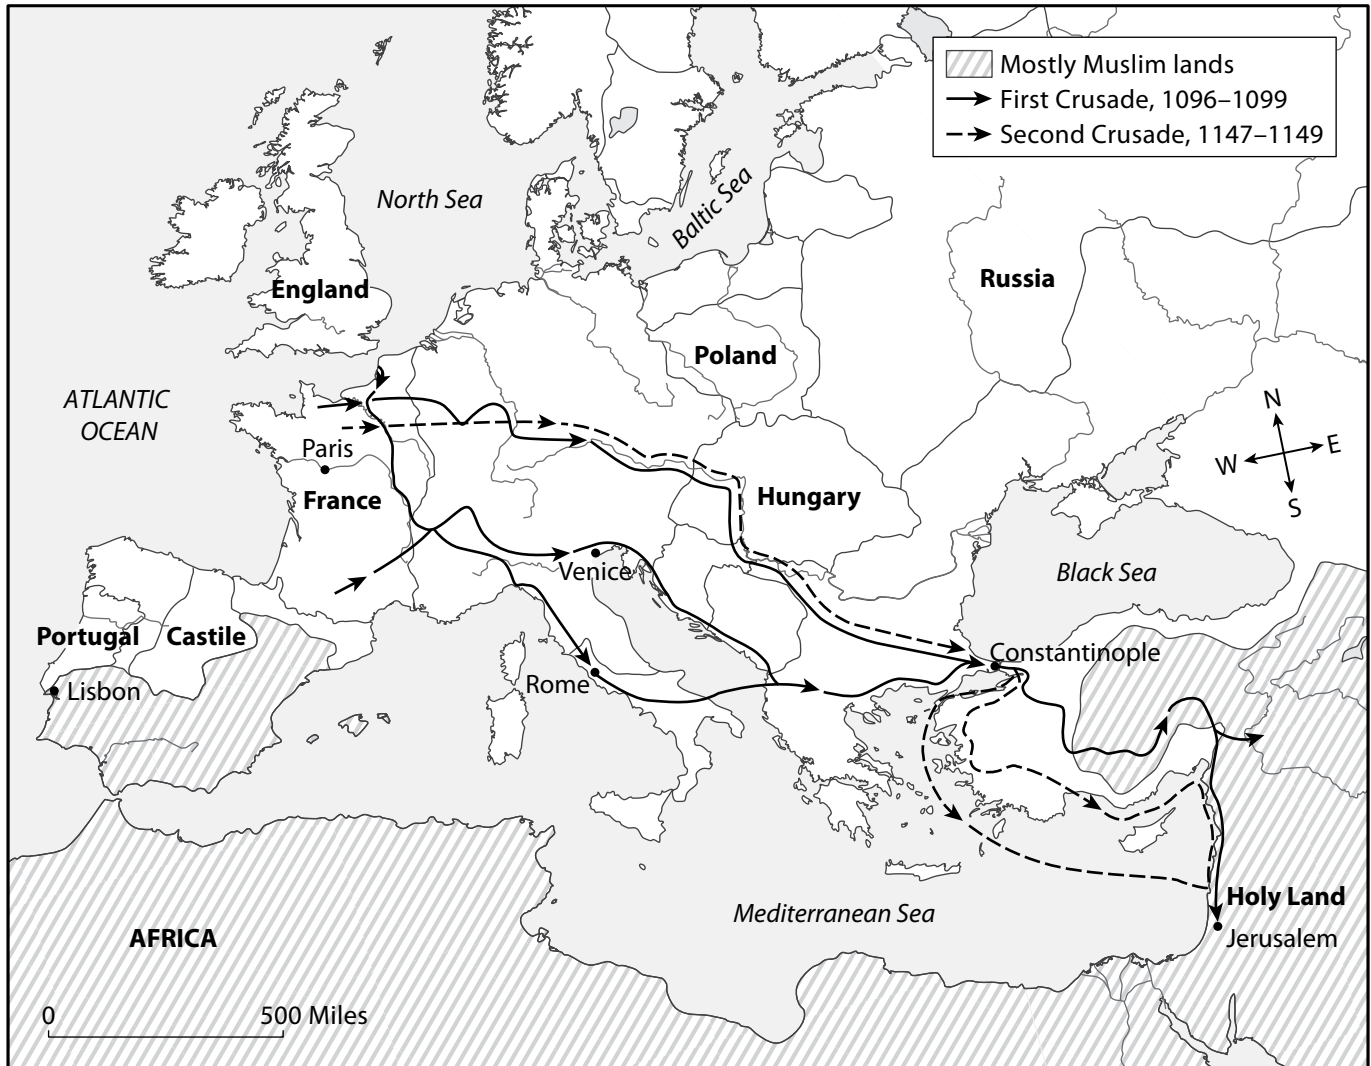 Mostly Muslim lands
First Crusade, 1096–1099
Second Crusade, 1147–1149
North Sea
Baltic Sea
Russia
England
Poland
ATLANTIC
OCEAN
N
W
E
S
Paris
France
Hungary
Venice
Black Sea
Portugal
Castile
Constantinople
Lisbon
Rome
Holy Land
Mediterranean Sea
Jerusalem
AFRICA
0
500 Miles